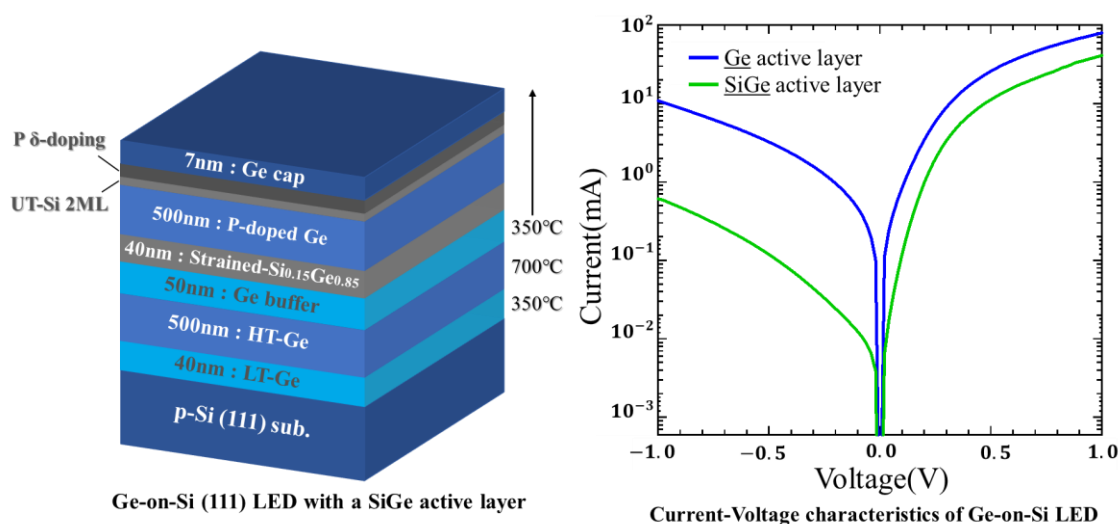 P δ-doping
UT-Si 2ML
7nm : Ge cap
500nm : P-doped Ge
40nm : Strained-Si₀.₁₅Ge₀.₈₅
50nm : Ge buffer
500nm : HT-Ge
40nm : LT-Ge
p-Si (111) sub.
350℃
700℃
350℃
Ge-on-Si (111) LED with a SiGe active layer
Ge active layer
SiGe active layer
Current(mA)
10²
10¹
10⁰
10⁻¹
10⁻²
10⁻³
−1.0 −0.5 0.0 0.5 1.0
Voltage(V)
Current-Voltage characteristics of Ge-on-Si LED